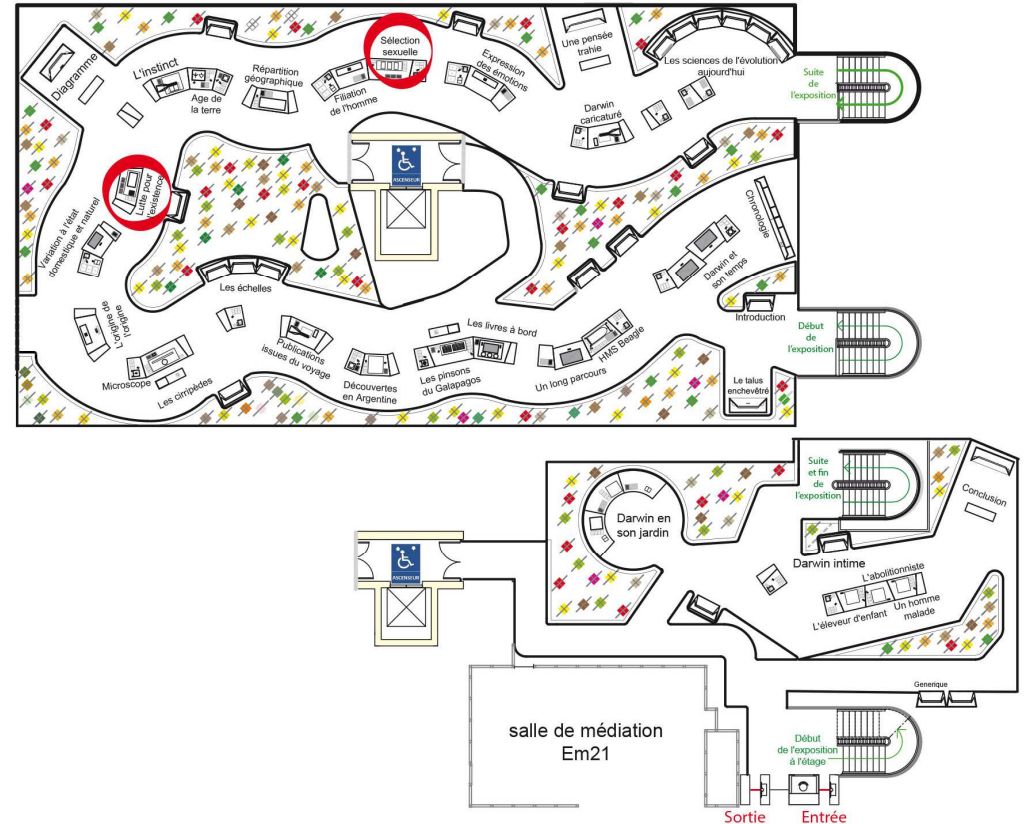 Diagramme
L'instinct
Age de
la terre
Répartition
géographique
Filiation
de l'homme
Sélection
sexuelle
Expression
des émotions
Une pensée
trahie
Darwin
caricaturé
Les sciences de l'évolution
aujourd'hui
Suite
de
l'exposition
ASCENSEUR
Lutte pour
l'existence
Variation à l'état
domestique et naturel
L'origine de
l'origine
Microscope
Les cirripèdes
Les échelles
Publications
issues du voyage
Découvertes
en Argentine
Les livres à bord
Les pinsons
du Galapagos
Un long parcours
HMS Beagle
Darwin et
son temps
Chronologie
Introduction
Début
de
l'exposition
Le talus
enchevêtré
Suite
et fin
de
l'exposition
Conclusion
Darwin en
son jardin
ASCENSEUR
Darwin intime
L'abolitionniste
L'éleveur d'enfant
Un homme
malade
Generique
salle de médiation
Em21
Début
de l'exposition
à l'étage
Sortie
Entrée